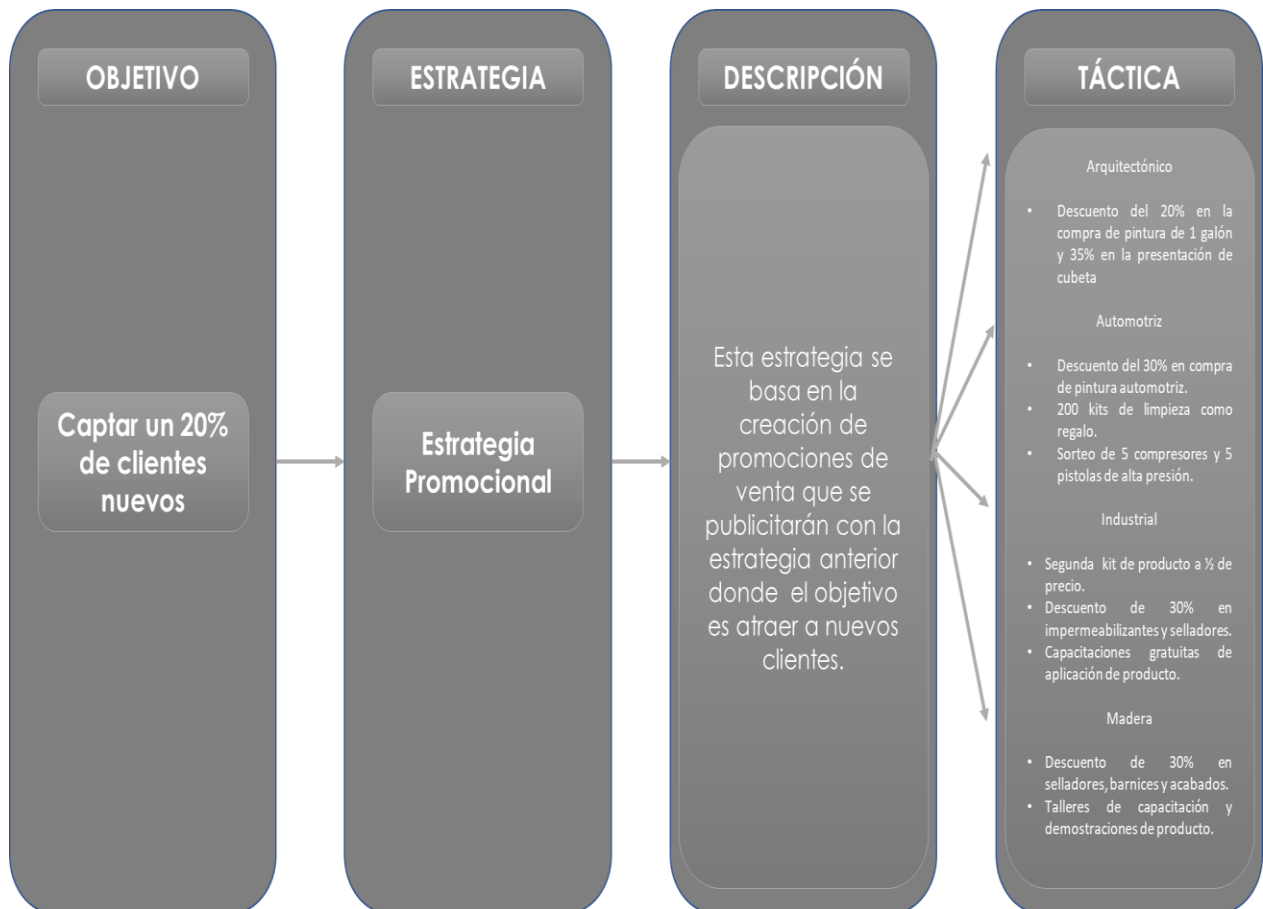 OBJETIVO
Captar un 20%
de clientes
nuevos
ESTRATEGIA
Estrategia
Promocional
DESCRIPCIÓN
Esta estrategia se
basa en la
creación de
promociones de
venta que se
publicitarán con la
estrategia anterior
donde el objetivo
es atraer a nuevos
clientes.
TÁCTICA
Arquitectónico
• Descuento del 20% en la
compra de pintura de 1 galón
y 35% en la presentación de
cubeta
Automotriz
• Descuento del 30% en compra
de pintura automotriz.
• 200 kits de limpieza como
regalo.
• Sorteo de 5 compresores y 5
pistolas de alta presión.
Industrial
• Segunda kit de producto a ½ de
precio.
• Descuento de 30% en
impermeabilizantes y selladores.
• Capacitaciones gratuitas de
aplicación de producto.
Madera
• Descuento de 30% en
selladores, barnices y acabados.
• Talleres de capacitación y
demostraciones de producto.